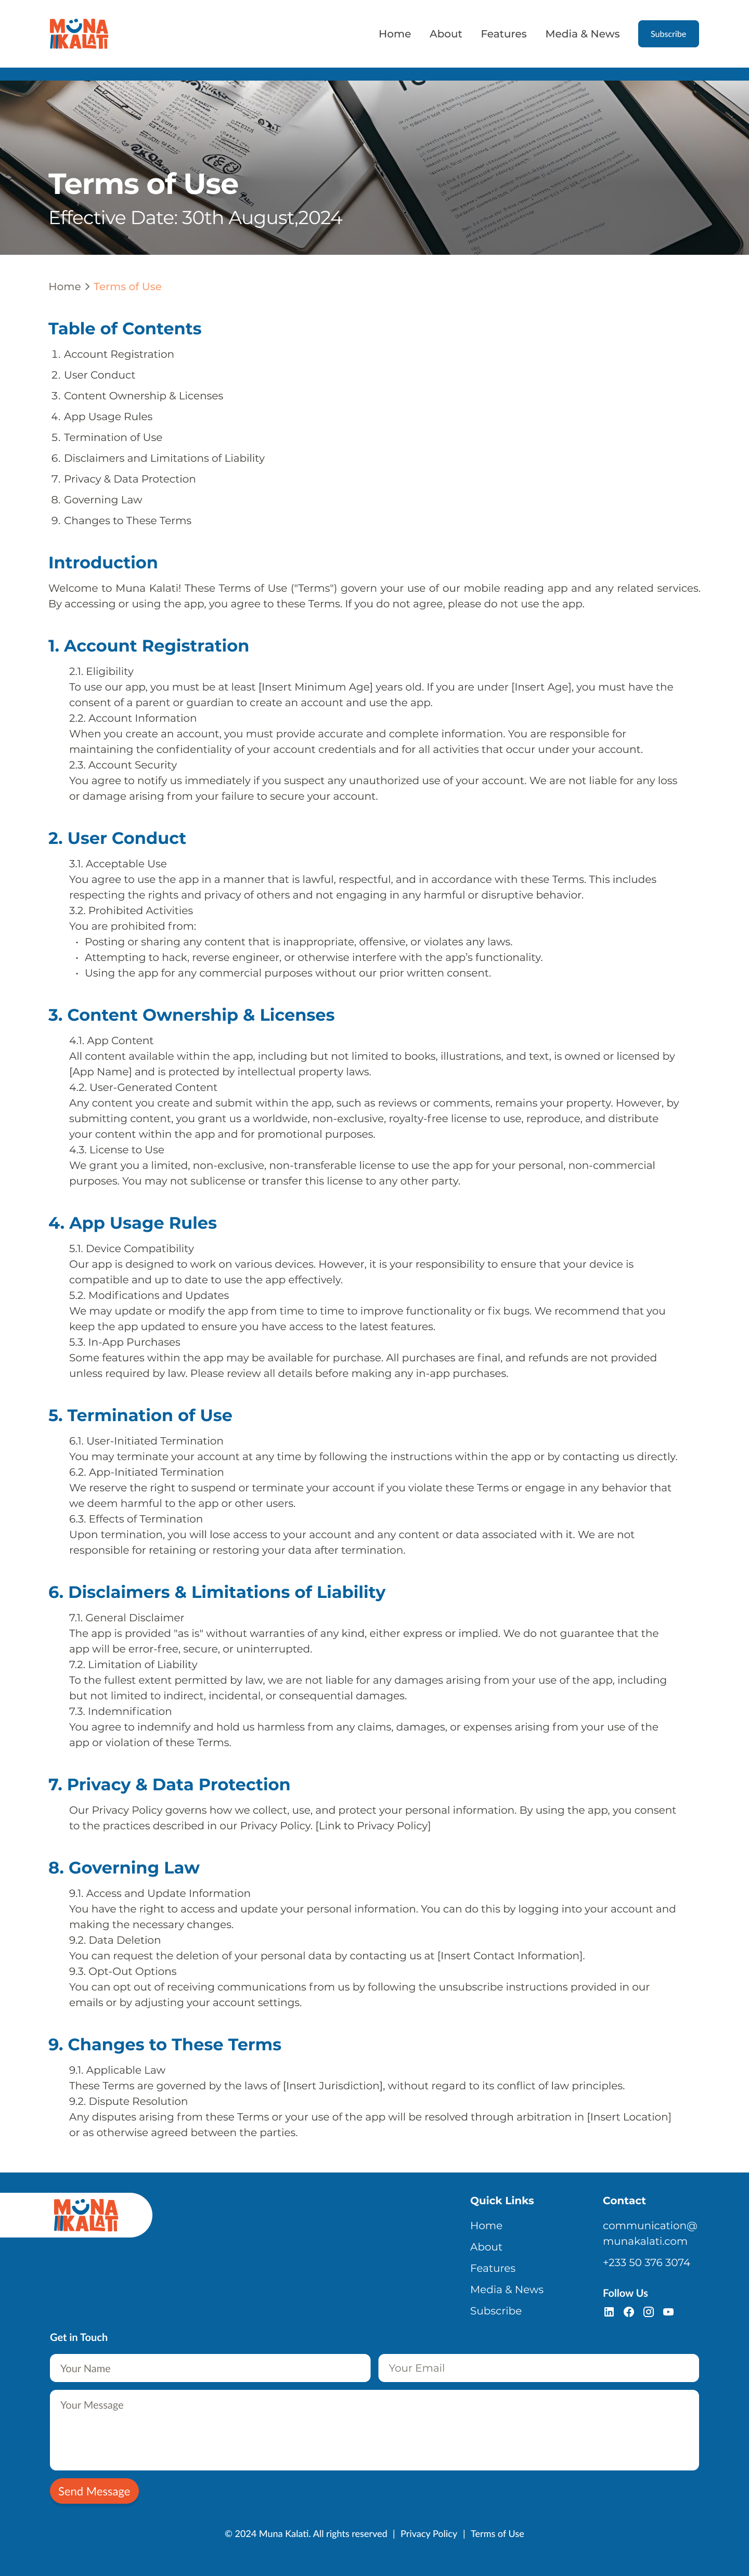 MUNA
KALATI
Home About Features Media & News Subscribe
Terms of Use
Effective Date: 30th August,2024
Home > Terms of Use
Table of Contents
1. Account Registration
2. User Conduct
3. Content Ownership & Licenses
4. App Usage Rules
5. Termination of Use
6. Disclaimers and Limitations of Liability
7. Privacy & Data Protection
8. Governing Law
9. Changes to These Terms
Introduction
Welcome to Muna Kalati! These Terms of Use ("Terms") govern your use of our mobile reading app and any related services.
By accessing or using the app, you agree to these Terms. If you do not agree, please do not use the app.
1. Account Registration
2.1. Eligibility
To use our app, you must be at least [Insert Minimum Age] years old. If you are under [Insert Age], you must have the
consent of a parent or guardian to create an account and use the app.
2.2. Account Information
When you create an account, you must provide accurate and complete information. You are responsible for
maintaining the confidentiality of your account credentials and for all activities that occur under your account.
2.3. Account Security
You agree to notify us immediately if you suspect any unauthorized use of your account. We are not liable for any loss
or damage arising from your failure to secure your account.
2. User Conduct
3.1. Acceptable Use
You agree to use the app in a manner that is lawful, respectful, and in accordance with these Terms. This includes
respecting the rights and privacy of others and not engaging in any harmful or disruptive behavior.
3.2. Prohibited Activities
You are prohibited from:
• Posting or sharing any content that is inappropriate, offensive, or violates any laws.
• Attempting to hack, reverse engineer, or otherwise interfere with the app's functionality.
• Using the app for any commercial purposes without our prior written consent.
3. Content Ownership & Licenses
4.1. App Content
All content available within the app, including but not limited to books, illustrations, and text, is owned or licensed by
[App Name] and is protected by intellectual property laws.
4.2. User-Generated Content
Any content you create and submit within the app, such as reviews or comments, remains your property. However, by
submitting content, you grant us a worldwide, non-exclusive, royalty-free license to use, reproduce, and distribute
your content within the app and for promotional purposes.
4.3. License to Use
We grant you a limited, non-exclusive, non-transferable license to use the app for your personal, non-commercial
purposes. You may not sublicense or transfer this license to any other party.
4. App Usage Rules
5.1. Device Compatibility
Our app is designed to work on various devices. However, it is your responsibility to ensure that your device is
compatible and up to date to use the app effectively.
5.2. Modifications and Updates
We may update or modify the app from time to time to improve functionality or fix bugs. We recommend that you
keep the app updated to ensure you have access to the latest features.
5.3. In-App Purchases
Some features within the app may be available for purchase. All purchases are final, and refunds are not provided
unless required by law. Please review all details before making any in-app purchases.
5. Termination of Use
6.1. User-Initiated Termination
You may terminate your account at any time by following the instructions within the app or by contacting us directly.
6.2. App-Initiated Termination
We reserve the right to suspend or terminate your account if you violate these Terms or engage in any behavior that
we deem harmful to the app or other users.
6.3. Effects of Termination
Upon termination, you will lose access to your account and any content or data associated with it. We are not
responsible for retaining or restoring your data after termination.
6. Disclaimers & Limitations of Liability
7.1. General Disclaimer
The app is provided "as is" without warranties of any kind, either express or implied. We do not guarantee that the
app will be error-free, secure, or uninterrupted.
7.2. Limitation of Liability
To the fullest extent permitted by law, we are not liable for any damages arising from your use of the app, including
but not limited to indirect, incidental, or consequential damages.
7.3. Indemnification
You agree to indemnify and hold us harmless from any claims, damages, or expenses arising from your use of the
app or violation of these Terms.
7. Privacy & Data Protection
Our Privacy Policy governs how we collect, use, and protect your personal information. By using the app, you consent
to the practices described in our Privacy Policy. [Link to Privacy Policy]
8. Governing Law
9.1. Access and Update Information
You have the right to access and update your personal information. You can do this by logging into your account and
making the necessary changes.
9.2. Data Deletion
You can request the deletion of your personal data by contacting us at [Insert Contact Information].
9.3. Opt-Out Options
You can opt out of receiving communications from us by following the unsubscribe instructions provided in our
emails or by adjusting your account settings.
9. Changes to These Terms
9.1. Applicable Law
These Terms are governed by the laws of [Insert Jurisdiction], without regard to its conflict of law principles.
9.2. Dispute Resolution
Any disputes arising from these Terms or your use of the app will be resolved through arbitration in [Insert Location]
or as otherwise agreed between the parties.
MUNA
KALATI
Quick Links
Home
About
Features
Media & News
Subscribe
Contact
communication@
munakalati.com
+233 50 376 3074
Follow Us
Get in Touch
Your Name
Your Email
Your Message
Send Message
© 2024 Muna Kalati. All rights reserved | Privacy Policy | Terms of Use